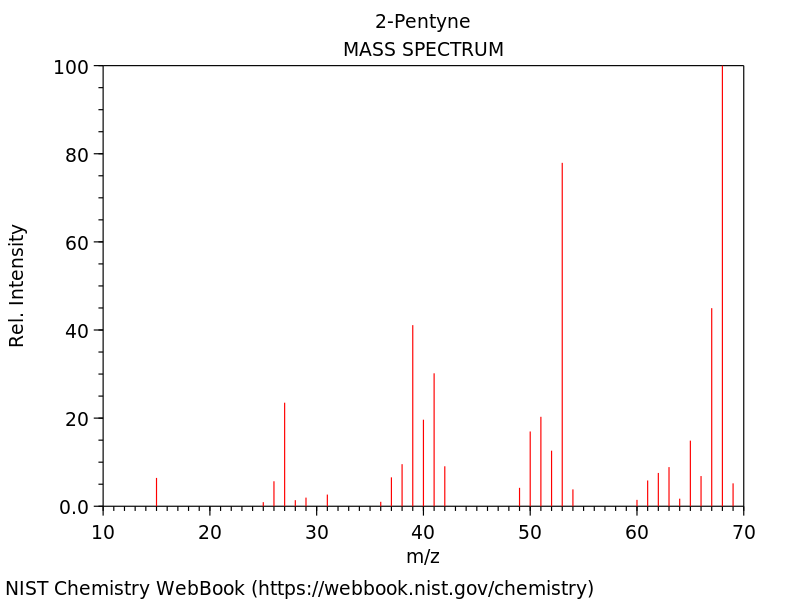 2-Pentyne
MASS SPECTRUM
100
80
60
40
20
0.0
Rel. Intensity
10 20 30 40 50 60 70
m/z
NIST Chemistry WebBook (https://webbook.nist.gov/chemistry)